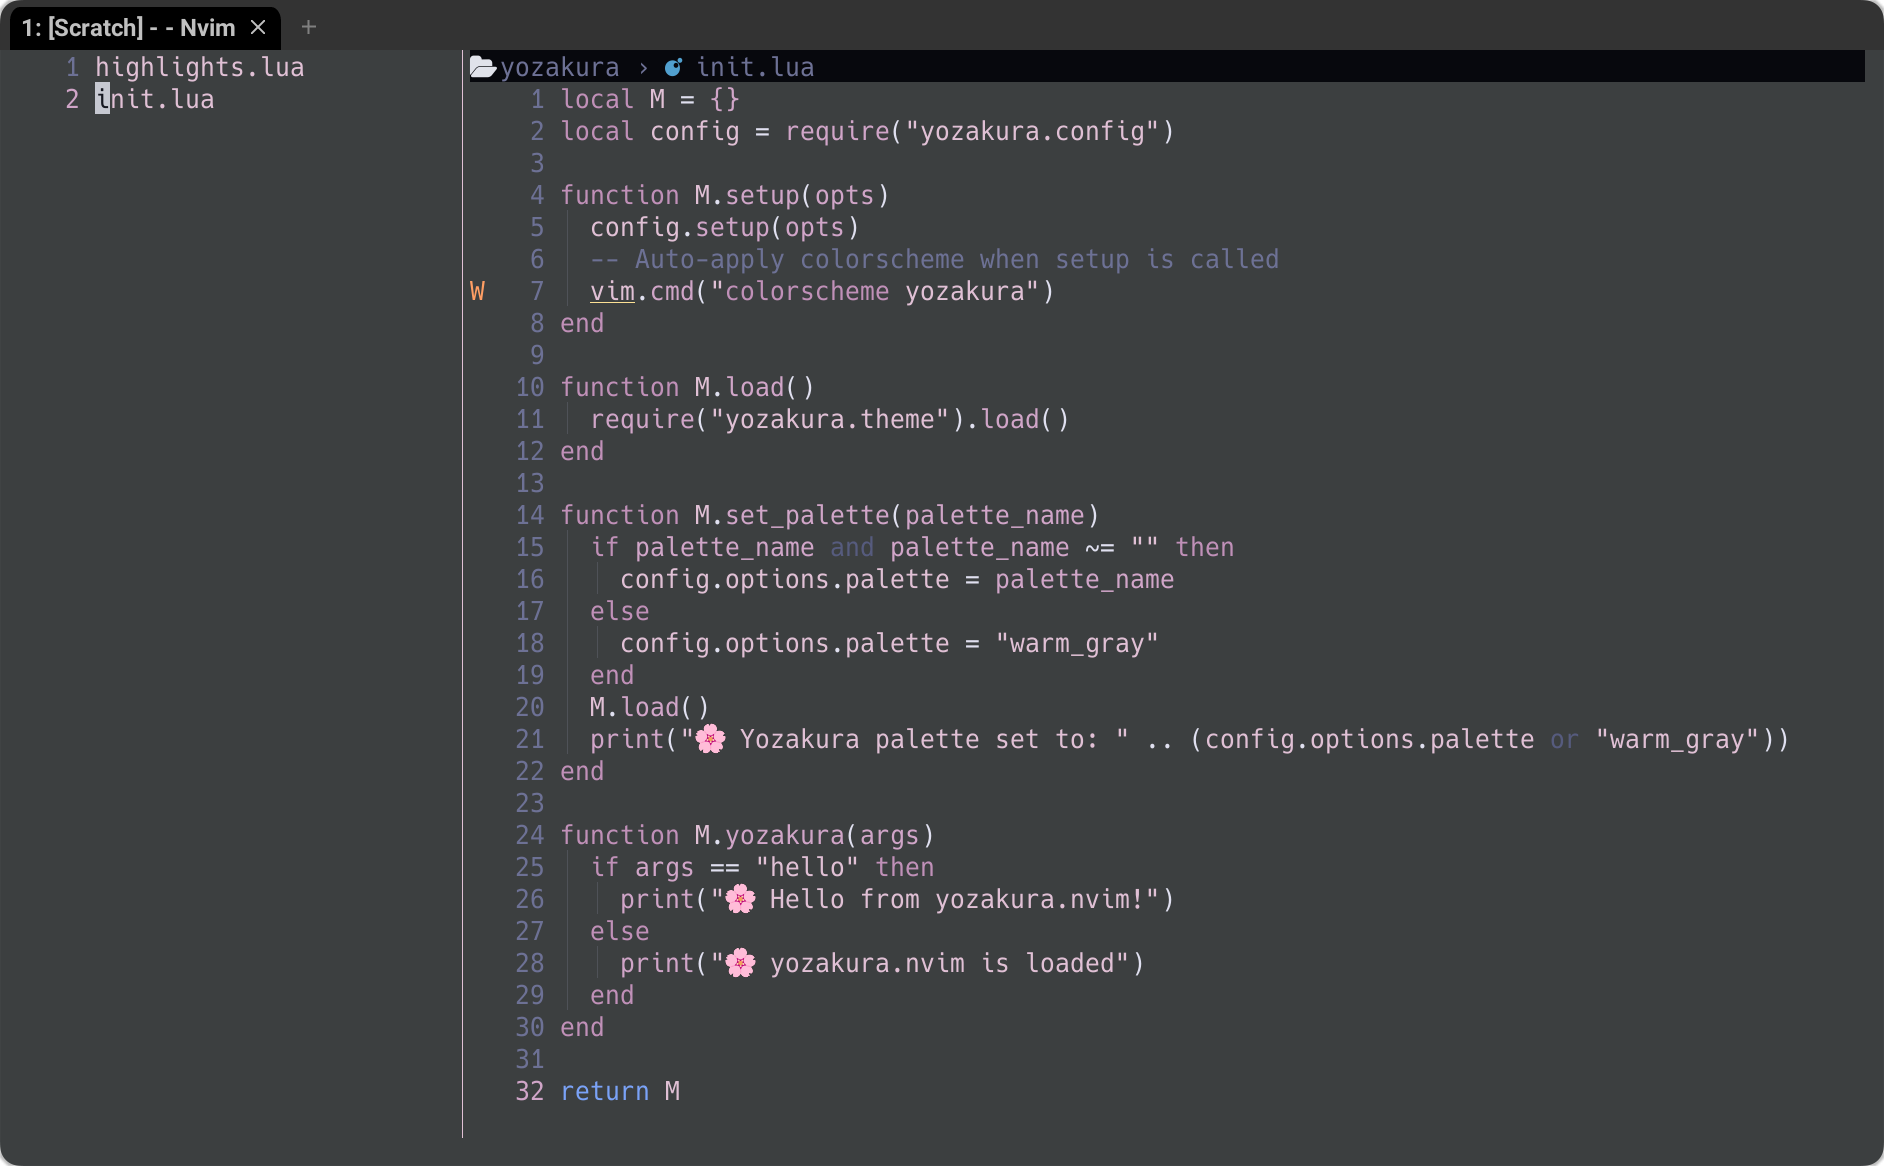 1: [Scratch] - - Nvim × +
1 highlights.lua
2 init.lua
yozakura › init.lua
1 local M = {}
2 local config = require("yozakura.config")
3
4 function M.setup(opts)
5   config.setup(opts)
6   -- Auto-apply colorscheme when setup is called
W 7   vim.cmd("colorscheme yozakura")
8 end
9
10 function M.load()
11   require("yozakura.theme").load()
12 end
13
14 function M.set_palette(palette_name)
15   if palette_name and palette_name ~= "" then
16     config.options.palette = palette_name
17   else
18     config.options.palette = "warm_gray"
19   end
20   M.load()
21   print("🌸 Yozakura palette set to: " .. (config.options.palette or "warm_gray"))
22 end
23
24 function M.yozakura(args)
25   if args == "hello" then
26     print("🌸 Hello from yozakura.nvim!")
27   else
28     print("🌸 yozakura.nvim is loaded")
29   end
30 end
31
32 return M